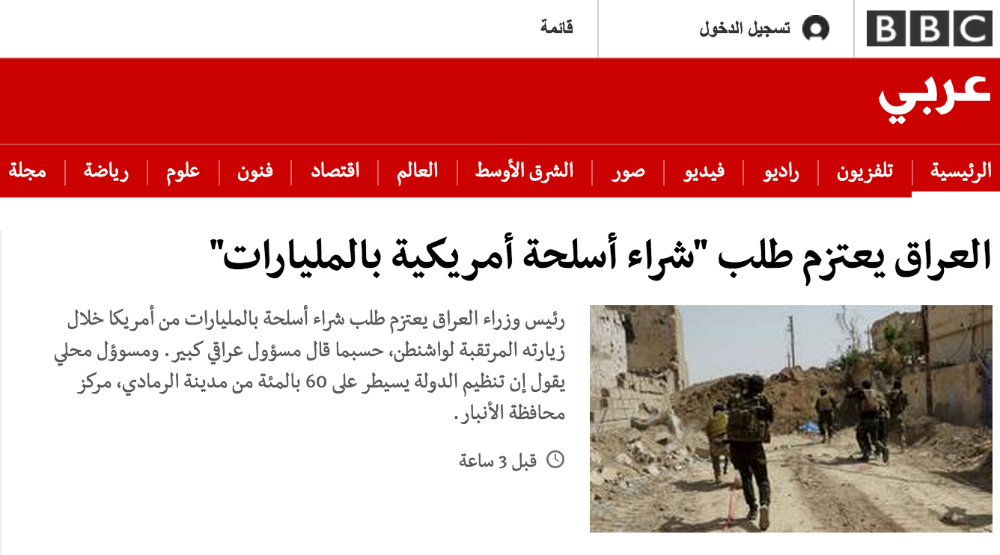 BBC
تسجيل الدخول
قائمة
عربي
الرئيسية
تلفزيون
راديو
فيديو
صور
الشرق الأوسط
العالم
اقتصاد
فنون
علوم
رياضة
مجلة
العراق يعتزم طلب "شراء أسلحة أمريكية بالمليارات"
رئيس وزراء العراق يعتزم طلب شراء أسلحة بالمليارات من أمريكا خلال
زيارته المرتقبة لواشنطن، حسبما قال مسؤول عراقي كبير. ومسوؤل محلي
يقول إن تنظيم الدولة يسيطر على 60 بالمئة من مدينة الرمادي، مركز
محافظة الأنبار.
قبل 3 ساعة